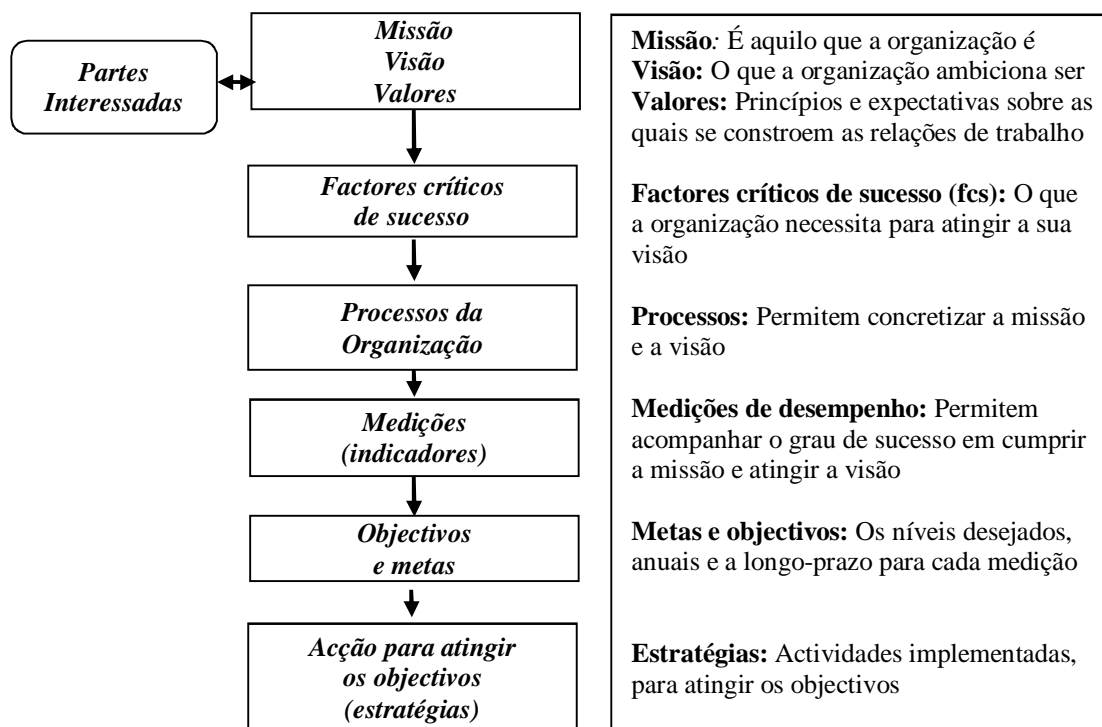 Partes
Interessadas
Missão
Visão
Valores
Factores críticos
de sucesso
Processos da
Organização
Medições
(indicadores)
Objectivos
e metas
Acção para atingir
os objectivos
(estratégias)
Missão: É aquilo que a organização é
Visão: O que a organização ambiciona ser
Valores: Princípios e expectativas sobre as
quais se constroem as relações de trabalho
Factores críticos de sucesso (fcs): O que
a organização necessita para atingir a sua
visão
Processos: Permitem concretizar a missão
e a visão
Medições de desempenho: Permitem
acompanhar o grau de sucesso em cumprir
a missão e atingir a visão
Metas e objectivos: Os níveis desejados,
anuais e a longo-prazo para cada medição
Estratégias: Actividades implementadas,
para atingir os objectivos